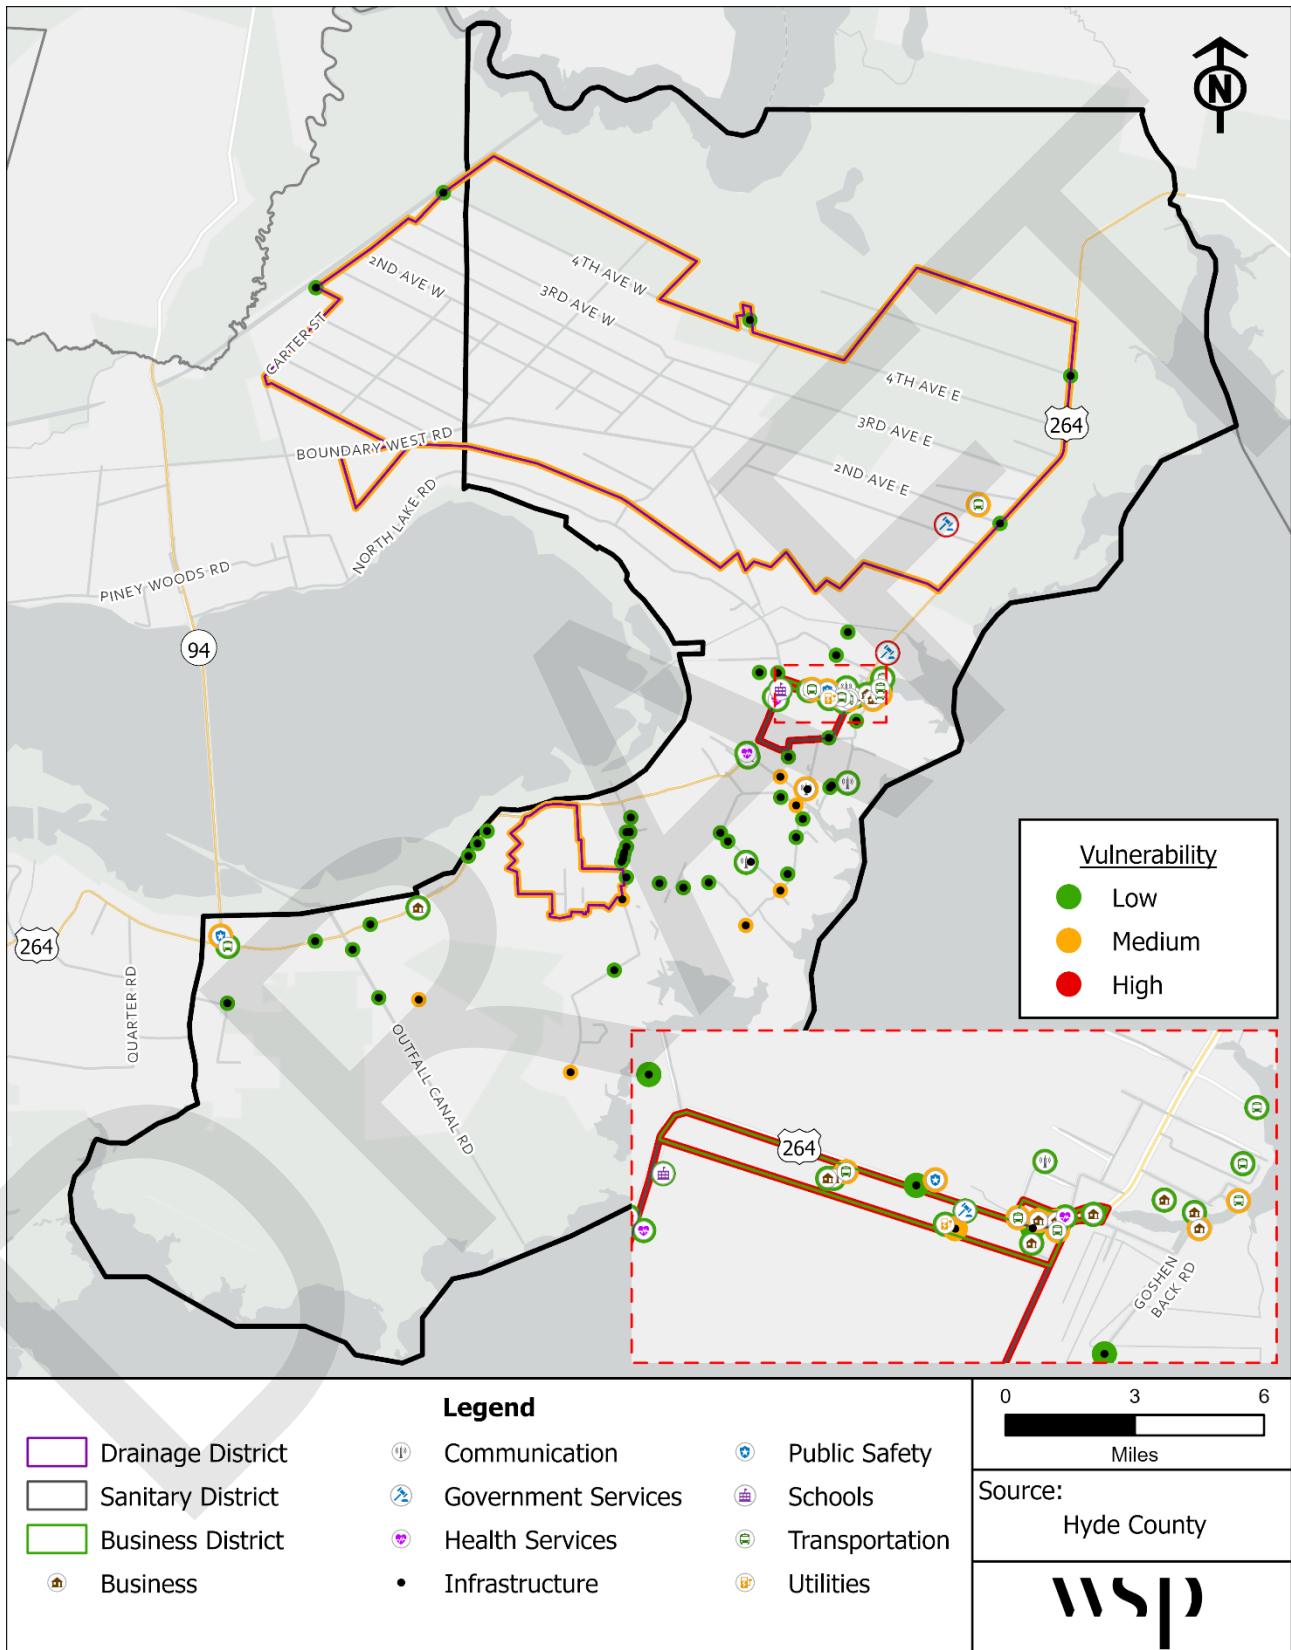 N
2ND AVE W
4TH AVE W
3RD AVE W
CARTER ST
4TH AVE E
264
3RD AVE E
BOUNDARY WEST RD
2ND AVE E
NORTH LAKE RD
PINEY WOODS RD
94
264
QUARTER RD
OUTFALL CANAL RD
DRAFT
Vulnerability
Low
Medium
High
264
GOSHEN
BACK RD
Legend
Drainage District
Sanitary District
Business District
Business
Communication
Government Services
Health Services
Infrastructure
Public Safety
Schools
Transportation
Utilities
0 3 6
Miles
Source:
Hyde County
wsp